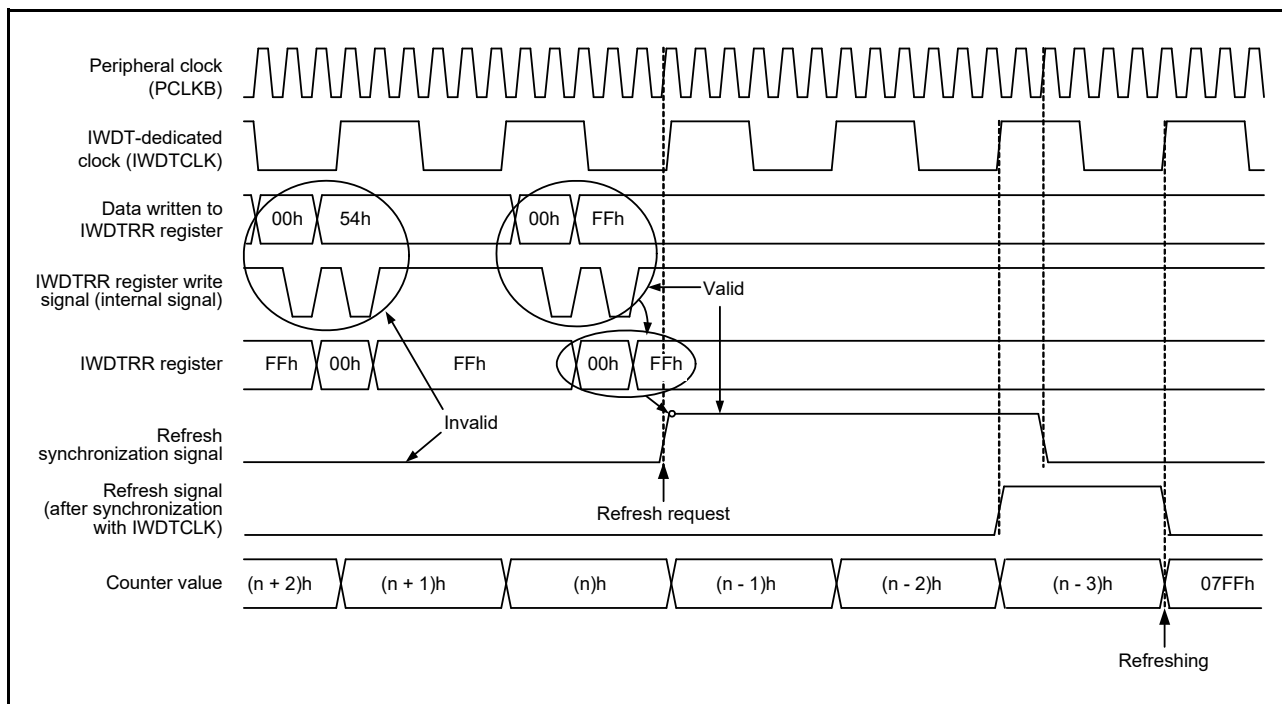 Peripheral clock
(PCLKB)
IWDT-dedicated
clock (IWDTCLK)
Data written to
IWDTRR register
00h
54h
00h
FFh
IWDTRR register write
signal (internal signal)
Valid
IWDTRR register
FFh
00h
FFh
00h
FFh
Invalid
Refresh
synchronization signal
Refresh request
Refresh signal
(after synchronization
with IWDTCLK)
Counter value
(n + 2)h
(n + 1)h
(n)h
(n - 1)h
(n - 2)h
(n - 3)h
07FFh
Refreshing